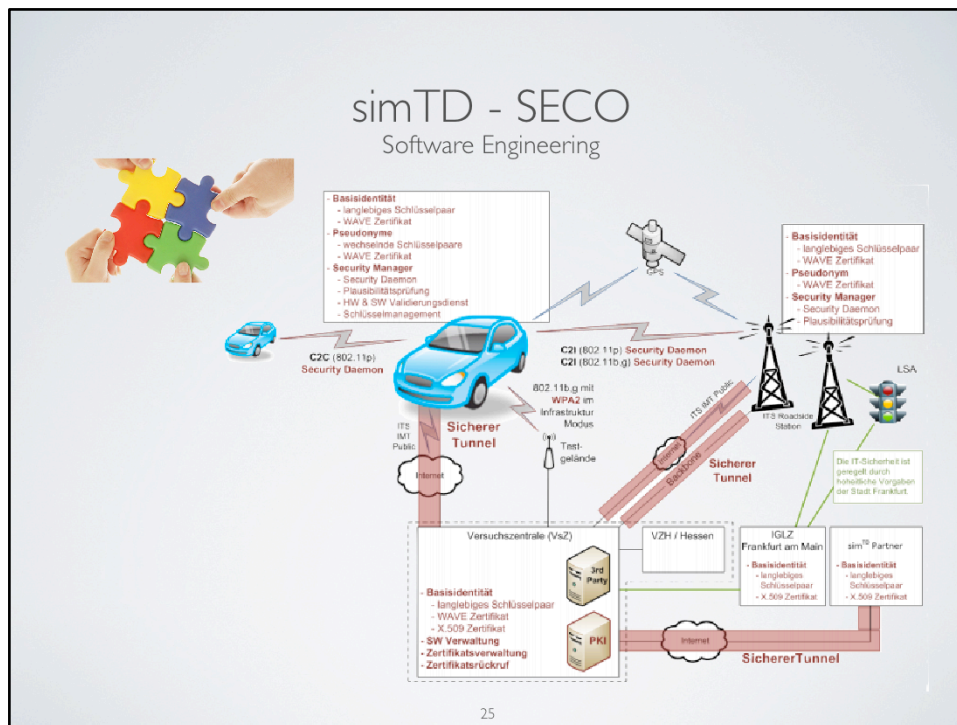 simTD - SECO
Software Engineering
- Basisidentität
- langlebiges Schlüsselpaar
- WAVE Zertifikat
- Pseudonyme
- wechselnde Schlüsselpaare
- WAVE Zertifikat
- Security Manager
- Security Daemon
- Plausibilitätsprüfung
- HW & SW Validierungsdienst
- Schlüsselmanagement
GPS
- Basisidentität
- langlebiges Schlüsselpaar
- WAVE Zertifikat
- Pseudonym
- WAVE Zertifikat
- Security Manager
- Security Daemon
- Plausibilitätsprüfung
C2C (802.11p)
Security Daemon
C2I (802.11p) Security Daemon
C2I (802.11b,g) Security Daemon
802.11b,g mit
WPA2 im
Infrastruktur
Modus
ITS
IMT
Public
Sicherer
Tunnel
Internet
Test-
gelände
ITS IMT Public
Internet
Backbone
Sicherer
Tunnel
ITS Roadside
Station
LSA
Die IT-Sicherheit ist
geregelt durch
hoheitliche Vorgaben
der Stadt Frankfurt.
Versuchszentrale (VsZ)
3rd
Party
PKI
- Basisidentität
- langlebiges Schlüsselpaar
- WAVE Zertifikat
- X.509 Zertifikat
- SW Verwaltung
- Zertifikatsverwaltung
- Zertifikatsrückruf
VZH / Hessen
IGLZ
Frankfurt am Main
- Basisidentität
- langlebiges
Schlüsselpaar
- X.509 Zertifikat
simTD Partner
- Basisidentität
- langlebiges
Schlüsselpaar
- X.509 Zertifikat
Internet
SichererTunnel
25